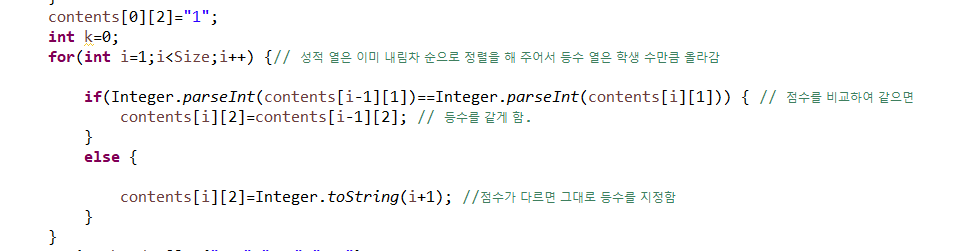 contents[0][2]="1";
int k=0;
for(int i=1;i<Size;i++) {// 성적 열은 이미 내림차 순으로 정렬을 해 주어서 등수 열은 학생 수만큼 올라감
if(Integer.parseInt(contents[i-1][1])==Integer.parseInt(contents[i][1])) { // 점수를 비교하여 같으면
contents[i][2]=contents[i-1][2]; // 등수를 같게 함.
}
else {
contents[i][2]=Integer.toString(i+1); //점수가 다르면 그대로 등수를 지정함
}
}